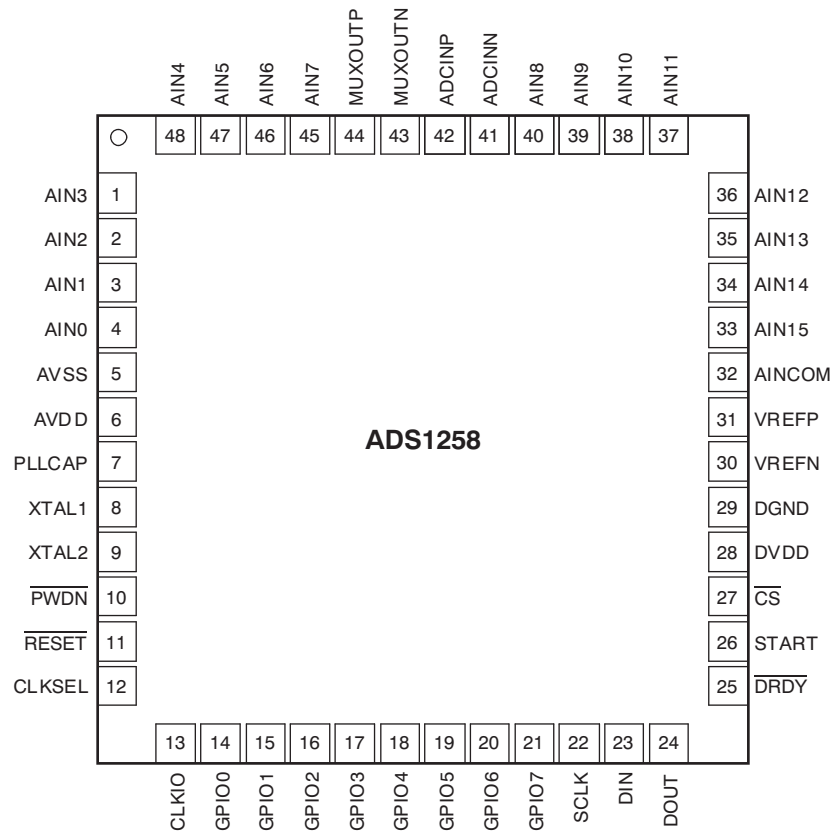 AIN4 AIN5 AIN6 AIN7 MUXOUTP MUXOUTN ADCINP ADCINN AIN8 AIN9 AIN10 AIN11
48 47 46 45 44 43 42 41 40 39 38 37
AIN3 1 36 AIN12
AIN2 2 35 AIN13
AIN1 3 34 AIN14
AIN0 4 33 AIN15
AVSS 5 32 AINCOM
AVDD 6 31 VREFP
ADS1258
PLLCAP 7 30 VREFN
XTAL1 8 29 DGND
XTAL2 9 28 DVDD
PWDN 10 27 CS
RESET 11 26 START
CLKSEL 12 25 DRDY
13 14 15 16 17 18 19 20 21 22 23 24
CLKIO GPIO0 GPIO1 GPIO2 GPIO3 GPIO4 GPIO5 GPIO6 GPIO7 SCLK DIN DOUT